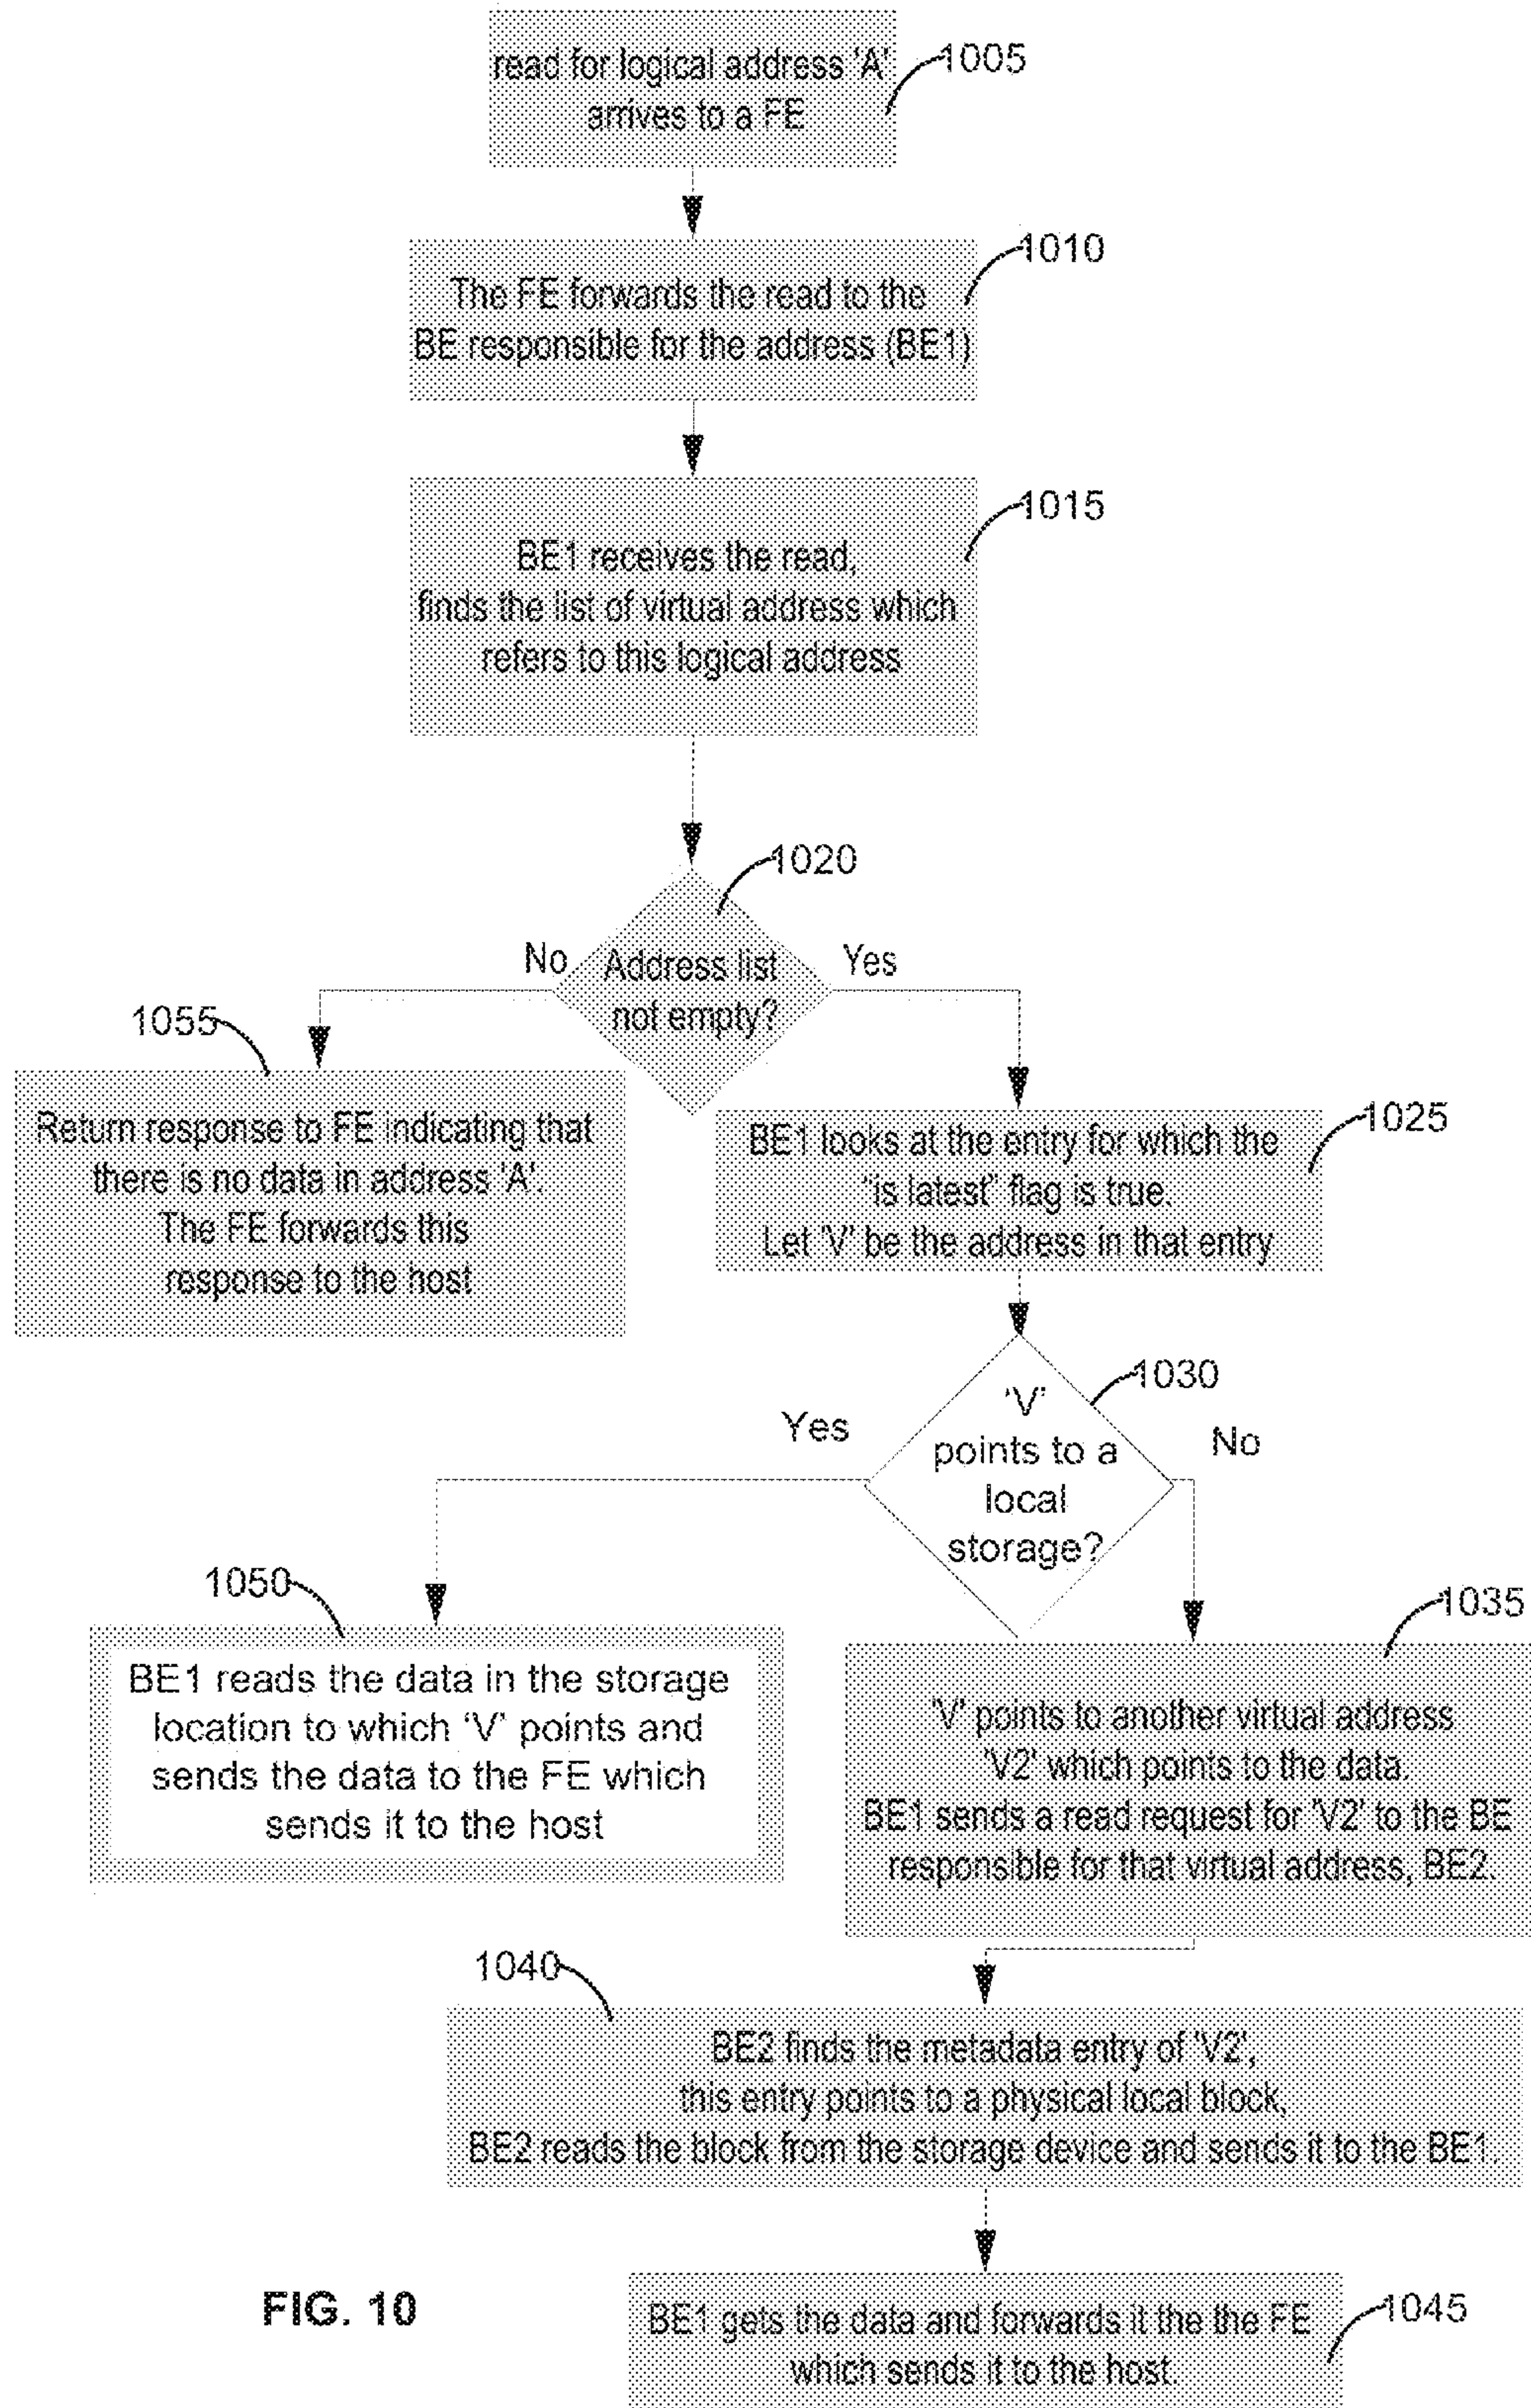 read for logical address 'A'
arrives to a FE
1005
The FE forwards the read to the
BE responsible for the address (BE1)
1010
BE1 receives the read,
finds the list of virtual address which
refers to this logical address
1015
1020
Address list
not empty?
No
Yes
1055
Return response to FE indicating that
there is no data in address 'A'.
The FE forwards this
response to the host
1025
BE1 looks at the entry for which the
"is latest" flag is true.
Let 'V' be the address in that entry
1030
'V'
points to a
local
storage?
Yes
No
1050
BE1 reads the data in the storage
location to which 'V' points and
sends the data to the FE which
sends it to the host
1035
'V' points to another virtual address
'V2' which points to the data.
BE1 sends a read request for 'V2' to the BE
responsible for that virtual address, BE2.
1040
BE2 finds the metadata entry of 'V2',
this entry points to a physical local block,
BE2 reads the block from the storage device and sends it to the BE1.
BE1 gets the data and forwards it the the FE
which sends it to the host.
1045
FIG. 10